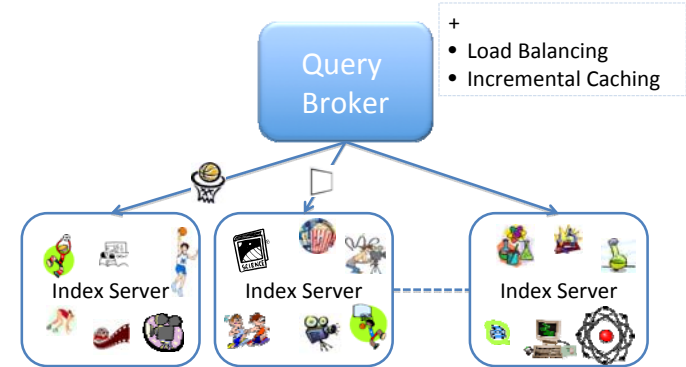 Query
Broker
+
• Load Balancing
• Incremental Caching
SCIENCE
Index Server
Index Server
Index Server